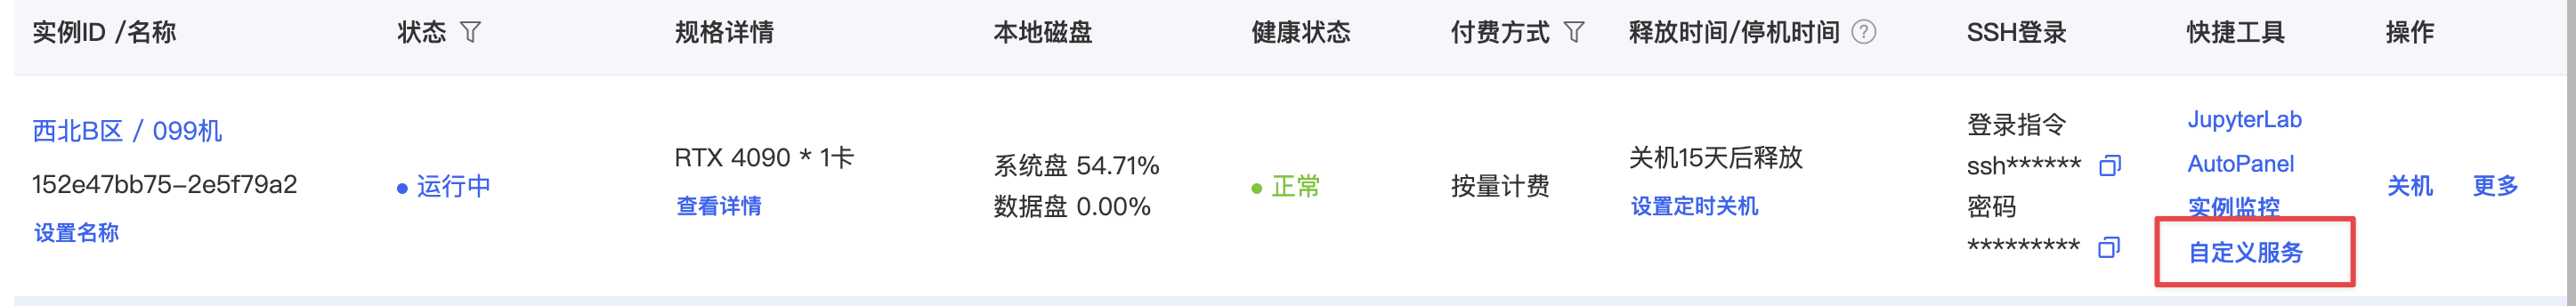 实例ID /名称 状态 规格详情 本地磁盘 健康状态 付费方式 释放时间/停机时间 ? SSH登录 快捷工具 操作
西北B区 / 099机
152e47bb75-2e5f79a2
设置名称
运行中
RTX 4090 * 1卡
查看详情
系统盘 54.71%
数据盘 0.00%
正常
按量计费
关机15天后释放
设置定时关机
登录指令
ssh******
密码
*********
JupyterLab
AutoPanel
实例监控
自定义服务
关机 更多